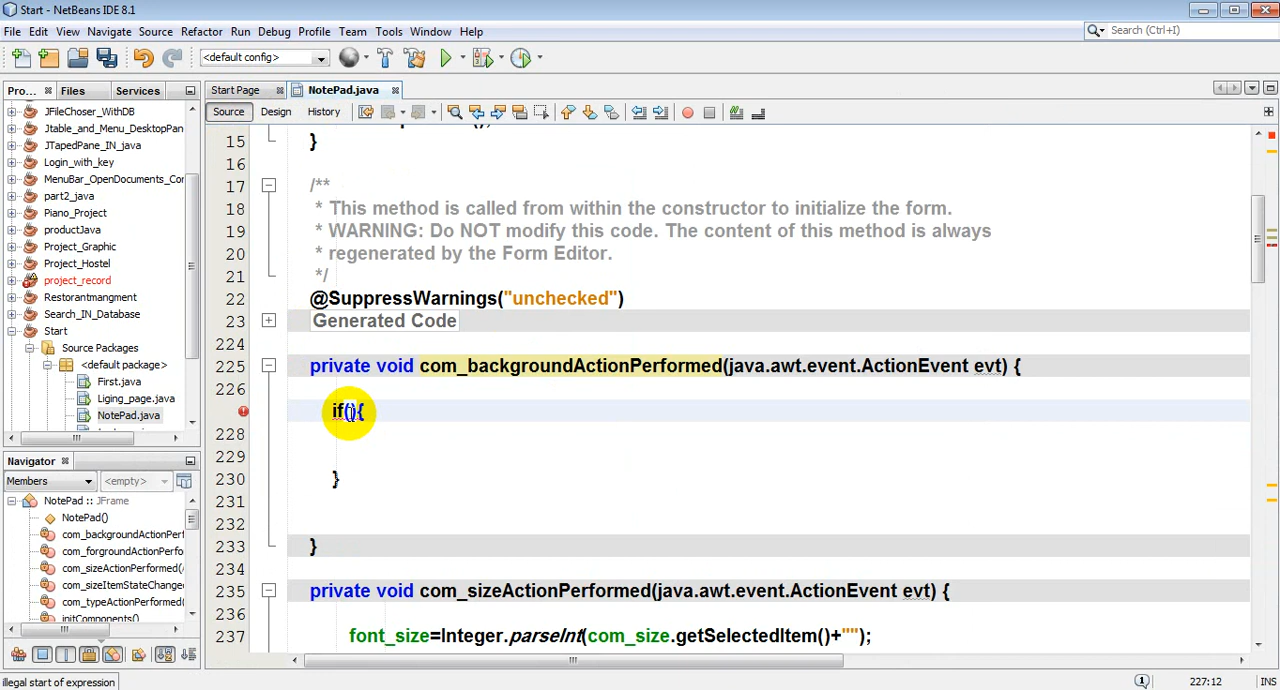 Start - NetBeans IDE 8.1
File Edit View Navigate Source Refactor Run Debug Profile Team Tools Window Help
Search (Ctrl+I)
<default config>
Pro... Files Services
Start Page NotePad.java
Source Design History
JFileChooser_WithDB
Jtable_and_Menu_DesktopPan
JTapedPane_IN_java
Login_with_key
MenuBar_OpenDocuments_Cor
part2_java
Piano_Project
productJava
Project_Graphic
Project_Hostel
project_record
Restorantmangment
Search_IN_Database
Start
Source Packages
<default package>
First.java
Liging_page.java
NotePad.java
Navigator
Members <empty>
NotePad :: JFrame
NotePad()
com_backgroundActionPerf
com_forgroundActionPerfo
com_sizeActionPerformed(
com_sizeItemStateChange
com_typeActionPerformed(
initComponents()
15 }
16
17 /**
18 * This method is called from within the constructor to initialize the form.
19 * WARNING: Do NOT modify this code. The content of this method is always
20 * regenerated by the Form Editor.
21 */
22 @SuppressWarnings("unchecked")
23 Generated Code
224
225 private void com_backgroundActionPerformed(java.awt.event.ActionEvent evt) {
226
if(){
228
229
230 }
231
232
233 }
234
235 private void com_sizeActionPerformed(java.awt.event.ActionEvent evt) {
236
237 font_size=Integer.parseInt(com_size.getSelectedItem()+"");
illegal start of expression
1 227:12 INS